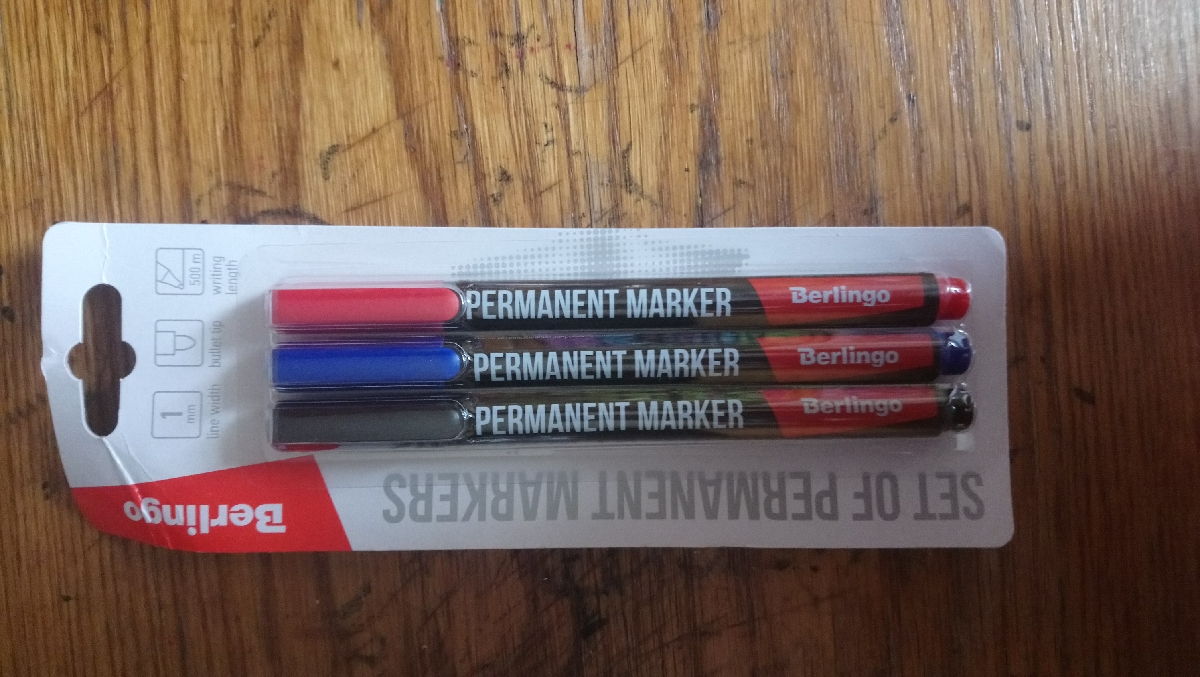 500 m
writing
length
bullet tip
1
mm
line width
PERMANENT MARKER Berlingo
PERMANENT MARKER Berlingo
PERMANENT MARKER Berlingo
Berlingo
SET OF PERMANENT MARKERS